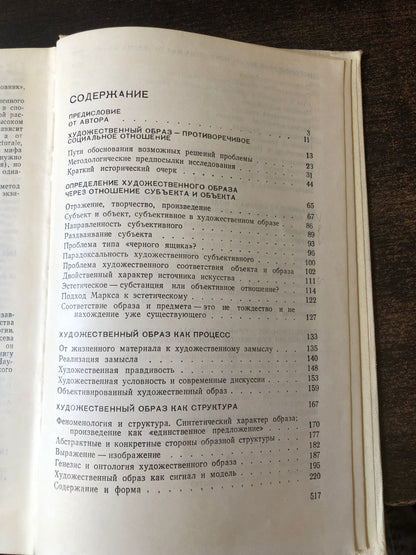 СОДЕРЖАНИЕ
ПРЕДИСЛОВИЕ
ОТ АВТОРА 3
ХУДОЖЕСТВЕННЫЙ ОБРАЗ — ПРОТИВОРЕЧИВОЕ
СОЦИАЛЬНОЕ ОТНОШЕНИЕ 11
Пути обоснования возможных решений проблемы 13
Методологические предпосылки исследования 23
Краткий исторический очерк 31
44
ОПРЕДЕЛЕНИЕ ХУДОЖЕСТВЕННОГО ОБРАЗА
ЧЕРЕЗ ОТНОШЕНИЕ СУБЪЕКТА И ОБЪЕКТА
Отражение, творчество, произведение 65
Субъект и объект, субъективное в художественном образе 67
Направленность субъективного 86
Раздваивание субъекта 89
Проблема типа «черного ящика»? 93
Парадоксальность художественного субъективного 96
Проблема художественного соответствия объекта и образа 100
Двойственный характер источника искусства 102
Эстетическое — субстанция или объективное отношение? 111
Подход Маркса к эстетическому 114
Соответствие образа и предмета — это не тождество и не 122
нахождение уже существующего 127
ХУДОЖЕСТВЕННЫЙ ОБРАЗ КАК ПРОЦЕСС 133
От жизненного материала к художественному замыслу 135
Реализация замысла 140
Художественная правдивость 148
Художественная условность и современные дискуссии 153
Объективированный художественный образ 159
ХУДОЖЕСТВЕННЫЙ ОБРАЗ КАК СТРУКТУРА 167
Феноменология и структура. Синтетический характер образа:
произведение как «единственное предложение» 170
Абстрактные и конкретные стороны образной структуры 177
Выражение — изображение 182
Генезис и онтология художественного образа 187
Художественный образ как сигнал и модель 195
Содержание и форма 220
517